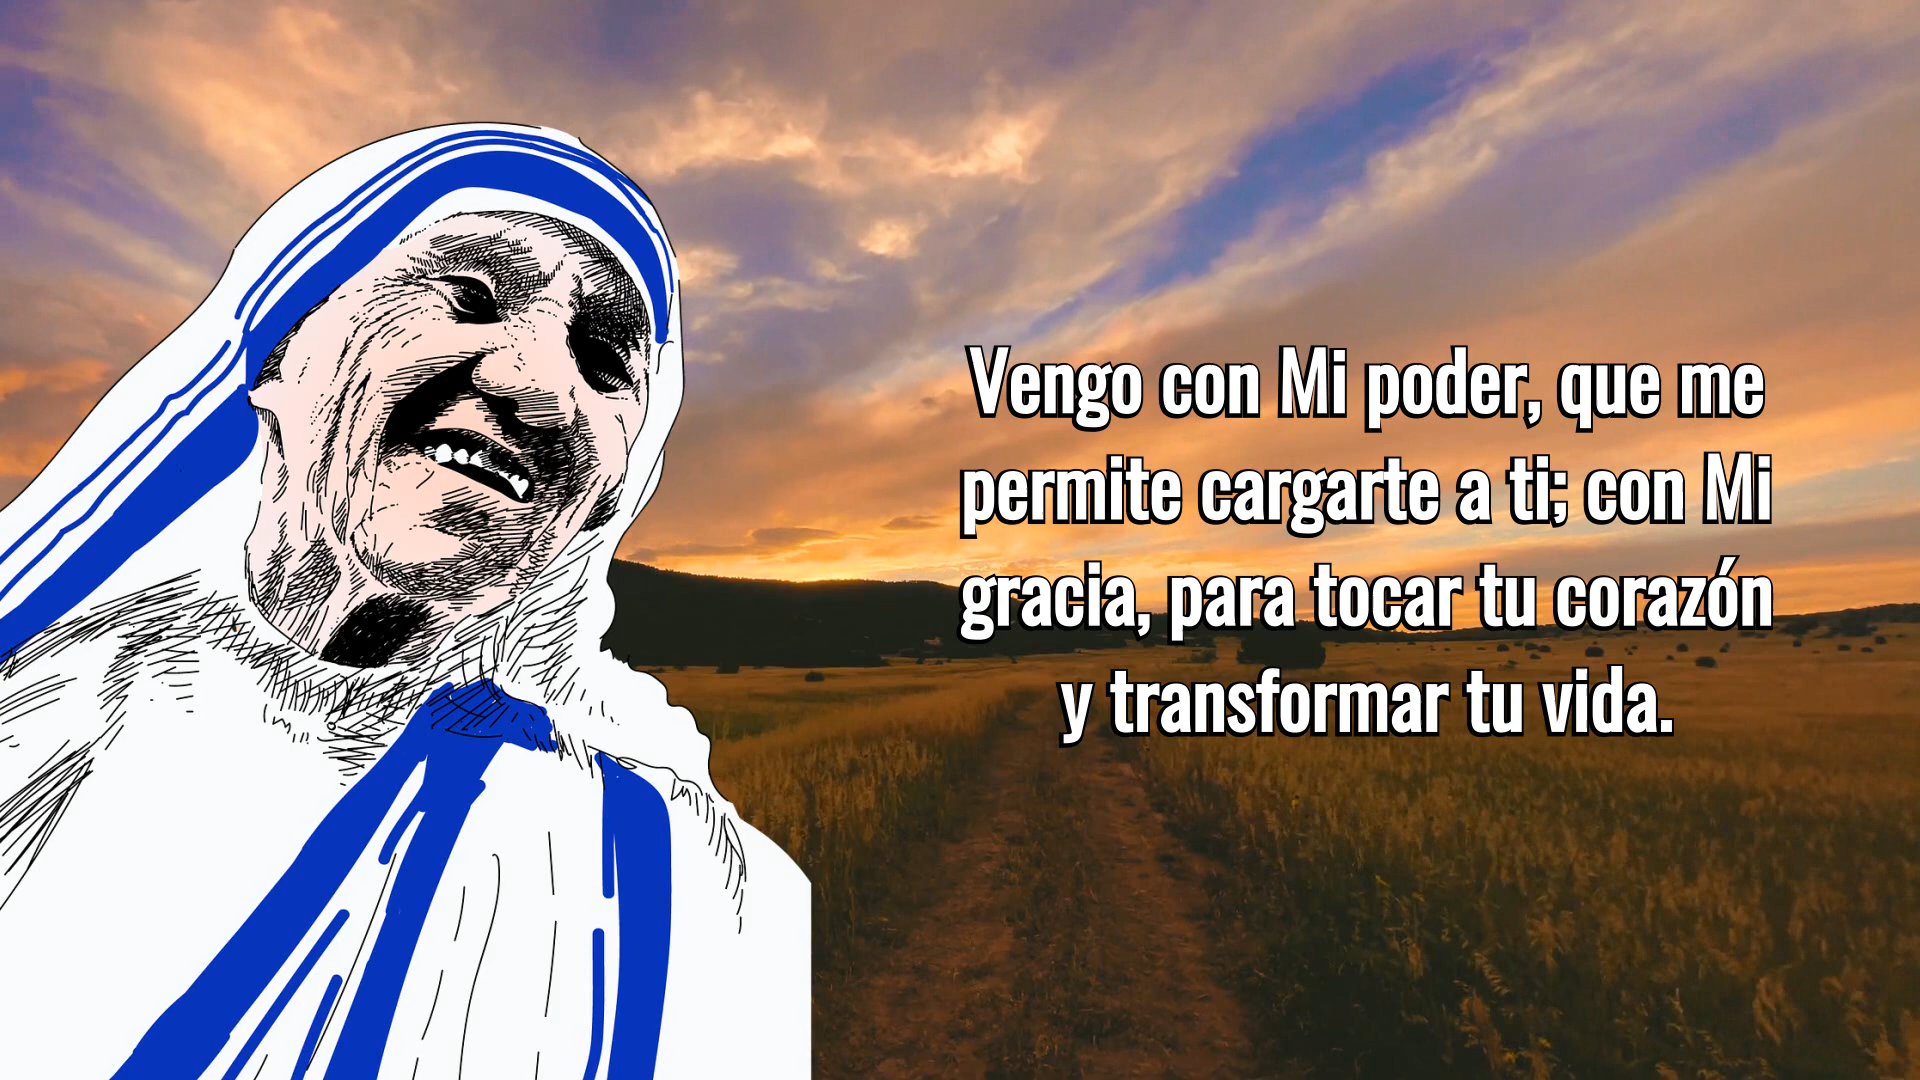 Vengo con Mi poder, que me
permite cargarte a ti; con Mi
gracia, para tocar tu corazón
y transformar tu vida.